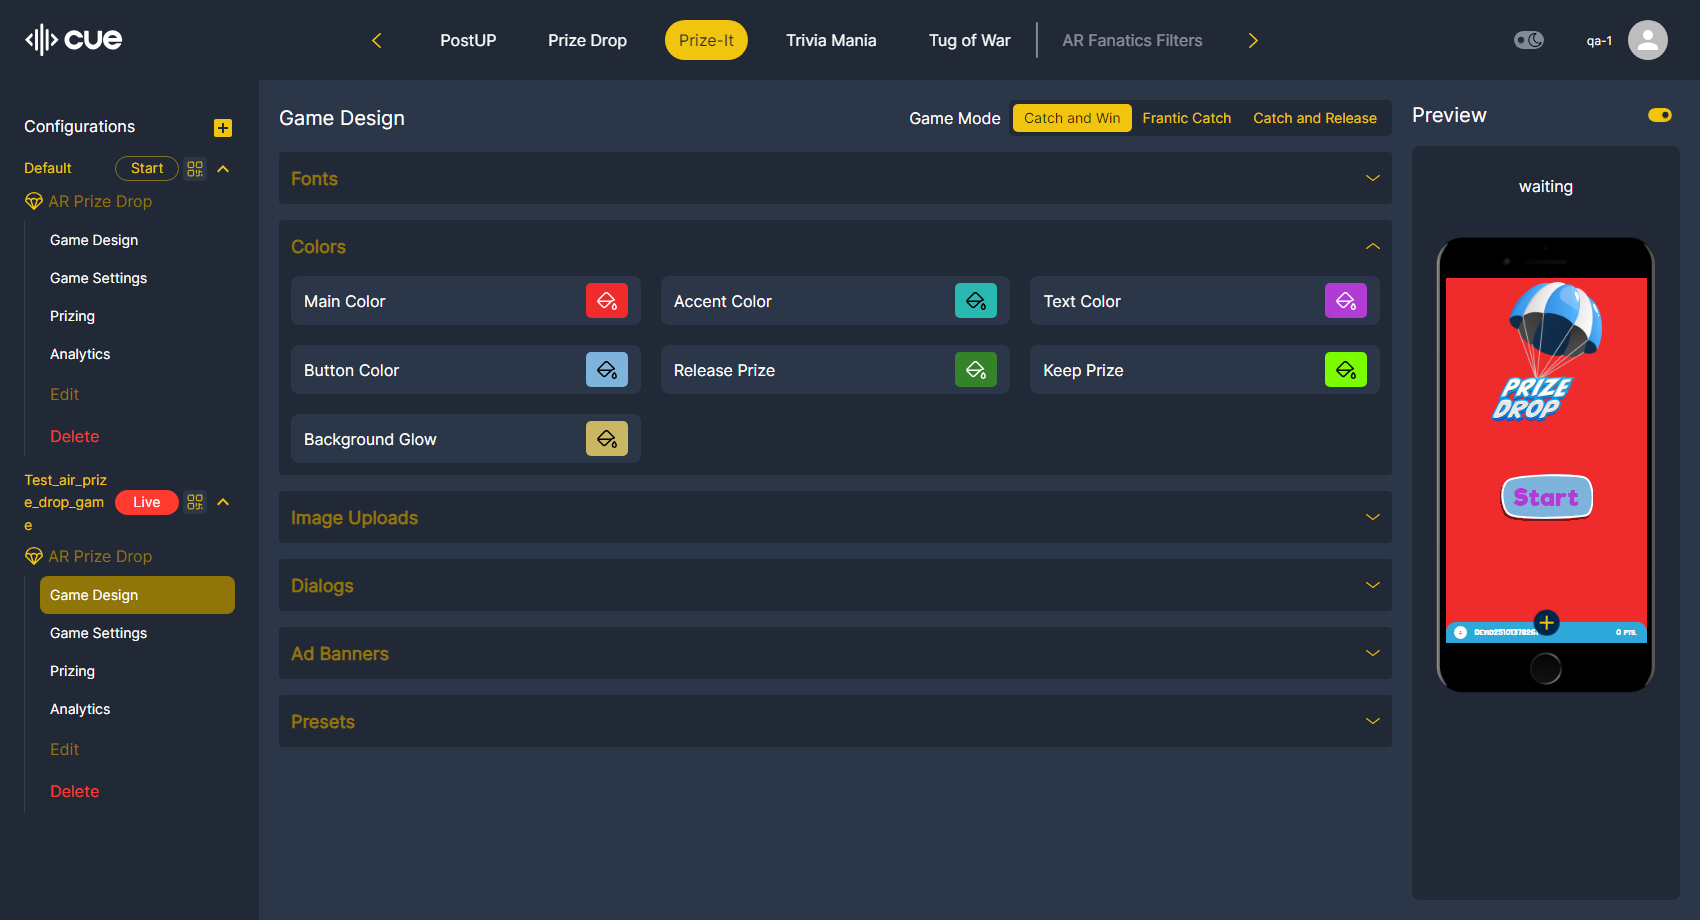 cue
PostUP
Prize Drop
Prize-It
Trivia Mania
Tug of War
AR Fanatics Filters
qa-1
Configurations
Default
Start
AR Prize Drop
Game Design
Game Settings
Prizing
Analytics
Edit
Delete
Test_air_priz
e_drop_gam
e
Live
AR Prize Drop
Game Design
Game Settings
Prizing
Analytics
Edit
Delete
Game Design
Game Mode
Catch and Win
Frantic Catch
Catch and Release
Fonts
Colors
Main Color
Accent Color
Text Color
Button Color
Release Prize
Keep Prize
Background Glow
Image Uploads
Dialogs
Ad Banners
Presets
Preview
waiting
PRIZE
DROP
Start
0 PTS.